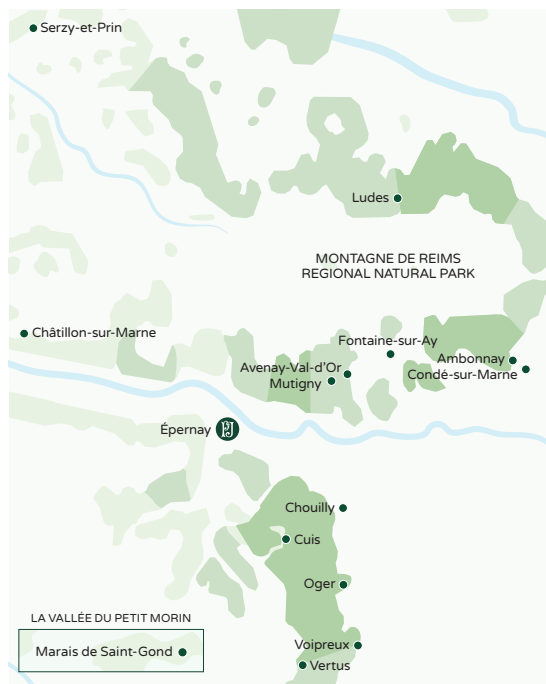 Serzy-et-Prin
Ludes
MONTAGNE DE REIMS
REGIONAL NATURAL PARK
Châtillon-sur-Marne
Fontaine-sur-Ay
Avenay-Val-d'Or
Ambonnay
Mutigny
Condé-sur-Marne
Épernay
PJ
Chouilly
Cuis
Oger
LA VALLÉE DU PETIT MORIN
Voipreux
Marais de Saint-Gond
Vertus